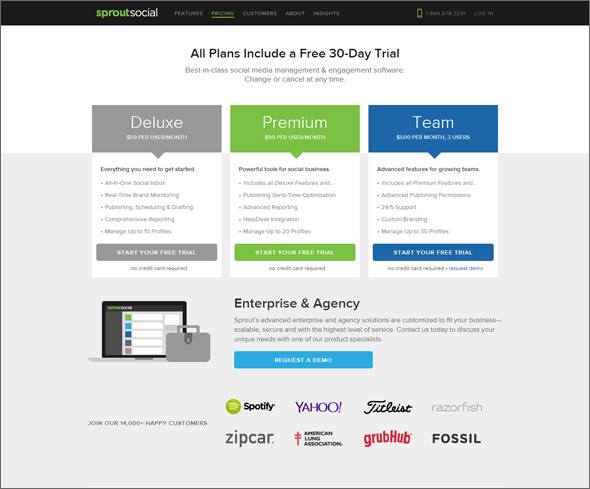 sproutsocial FEATURES PRICING CUSTOMERS ABOUT INSIGHTS 1.866.878.3231 LOG IN
All Plans Include a Free 30-Day Trial
Best-in-class social media management & engagement software.
Change or cancel at any time.
Deluxe
$59 PER USER/MONTH
Everything you need to get started.
• All-In-One Social Inbox
• Real-Time Brand Monitoring
• Publishing, Scheduling & Drafting
• Comprehensive Reporting
• Manage Up to 10 Profiles
START YOUR FREE TRIAL
no credit card required
Premium
$99 PER USER/MONTH
Powerful tools for social business.
• Includes all Deluxe Features and...
• Publishing Send-Time Optimization
• Advanced Reporting
• HelpDesk Integration
• Manage Up to 20 Profiles
START YOUR FREE TRIAL
no credit card required
Team
$500 PER MONTH, 3 USERS
Advanced features for growing teams.
• Includes all Premium Features and...
• Advanced Publishing Permissions
• 24/5 Support
• Custom Branding
• Manage Up to 30 Profiles
START YOUR FREE TRIAL
no credit card required • request demo
sproutsocial
Enterprise & Agency
Sprout's advanced enterprise and agency solutions are customized to fit your business—
scalable, secure and with the highest level of service. Contact us today to discuss your
unique needs with one of our product specialists.
REQUEST A DEMO
JOIN OUR 14,000+ HAPPY CUSTOMERS
Spotify YAHOO! Titleist razorfish
zipcar. AMERICAN LUNG ASSOCIATION. grubHub FOSSIL